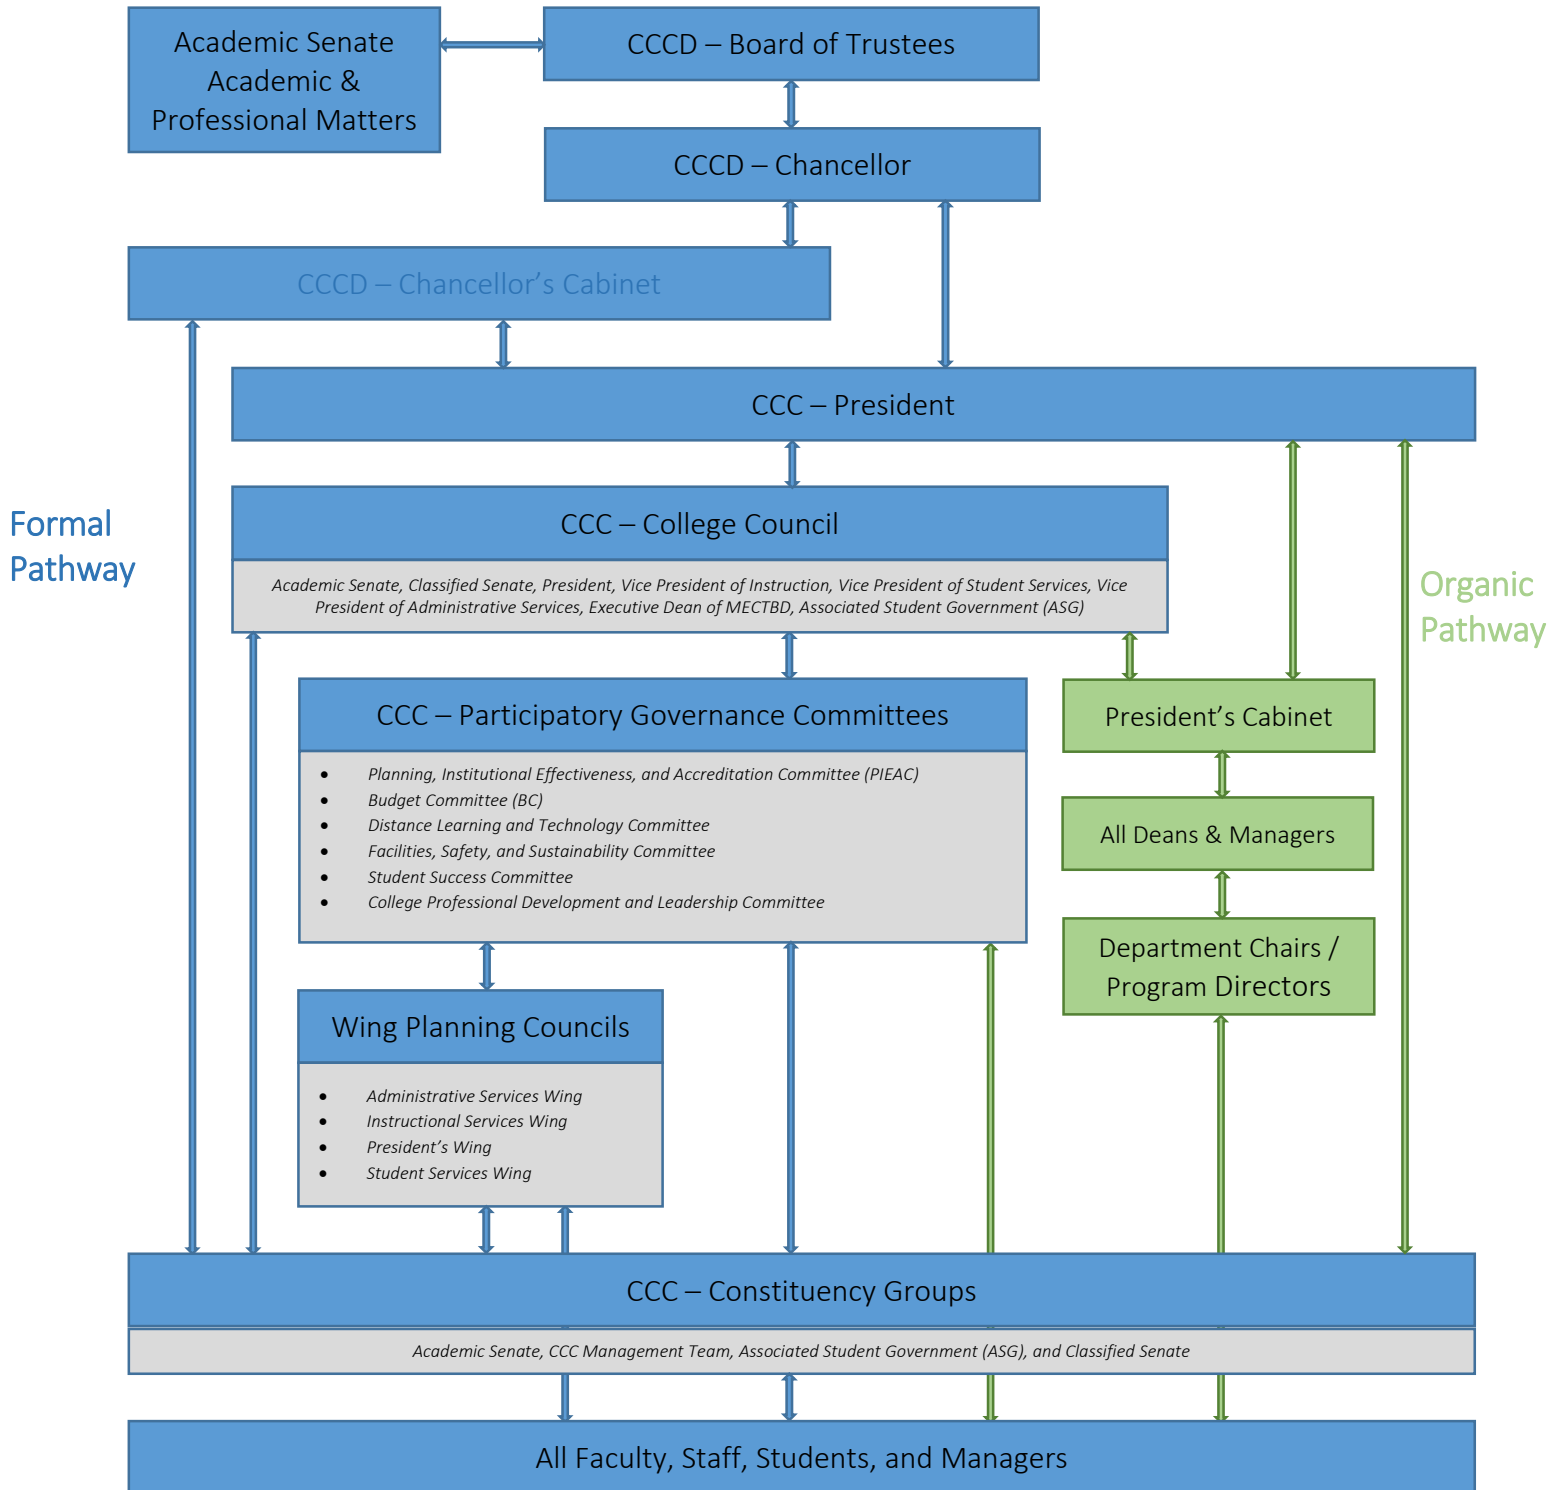 Academic Senate
Academic &
Professional Matters
CCCD – Board of Trustees
CCCD – Chancellor
CCCD – Chancellor’s Cabinet
CCC – President
Formal
Pathway
CCC – College Council
Academic Senate, Classified Senate, President, Vice President of Instruction, Vice President of Student Services, Vice
President of Administrative Services, Executive Dean of MECTBD, Associated Student Government (ASG)
Organic
Pathway
CCC – Participatory Governance Committees
• Planning, Institutional Effectiveness, and Accreditation Committee (PIEAC)
• Budget Committee (BC)
• Distance Learning and Technology Committee
• Facilities, Safety, and Sustainability Committee
• Student Success Committee
• College Professional Development and Leadership Committee
President’s Cabinet
All Deans & Managers
Department Chairs /
Program Directors
Wing Planning Councils
• Administrative Services Wing
• Instructional Services Wing
• President’s Wing
• Student Services Wing
CCC – Constituency Groups
Academic Senate, CCC Management Team, Associated Student Government (ASG), and Classified Senate
All Faculty, Staff, Students, and Managers